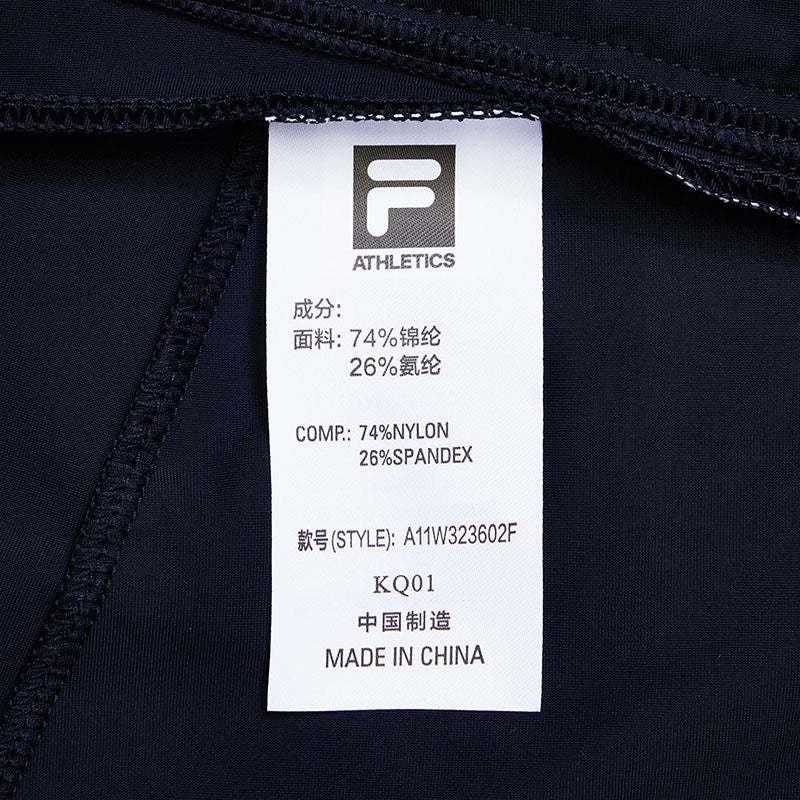 F
ATHLETICS
成分:
面料: 74%锦纶
26%氨纶
COMP.: 74%NYLON
26%SPANDEX
款号(STYLE): A11W323602F
KQ01
中国制造
MADE IN CHINA